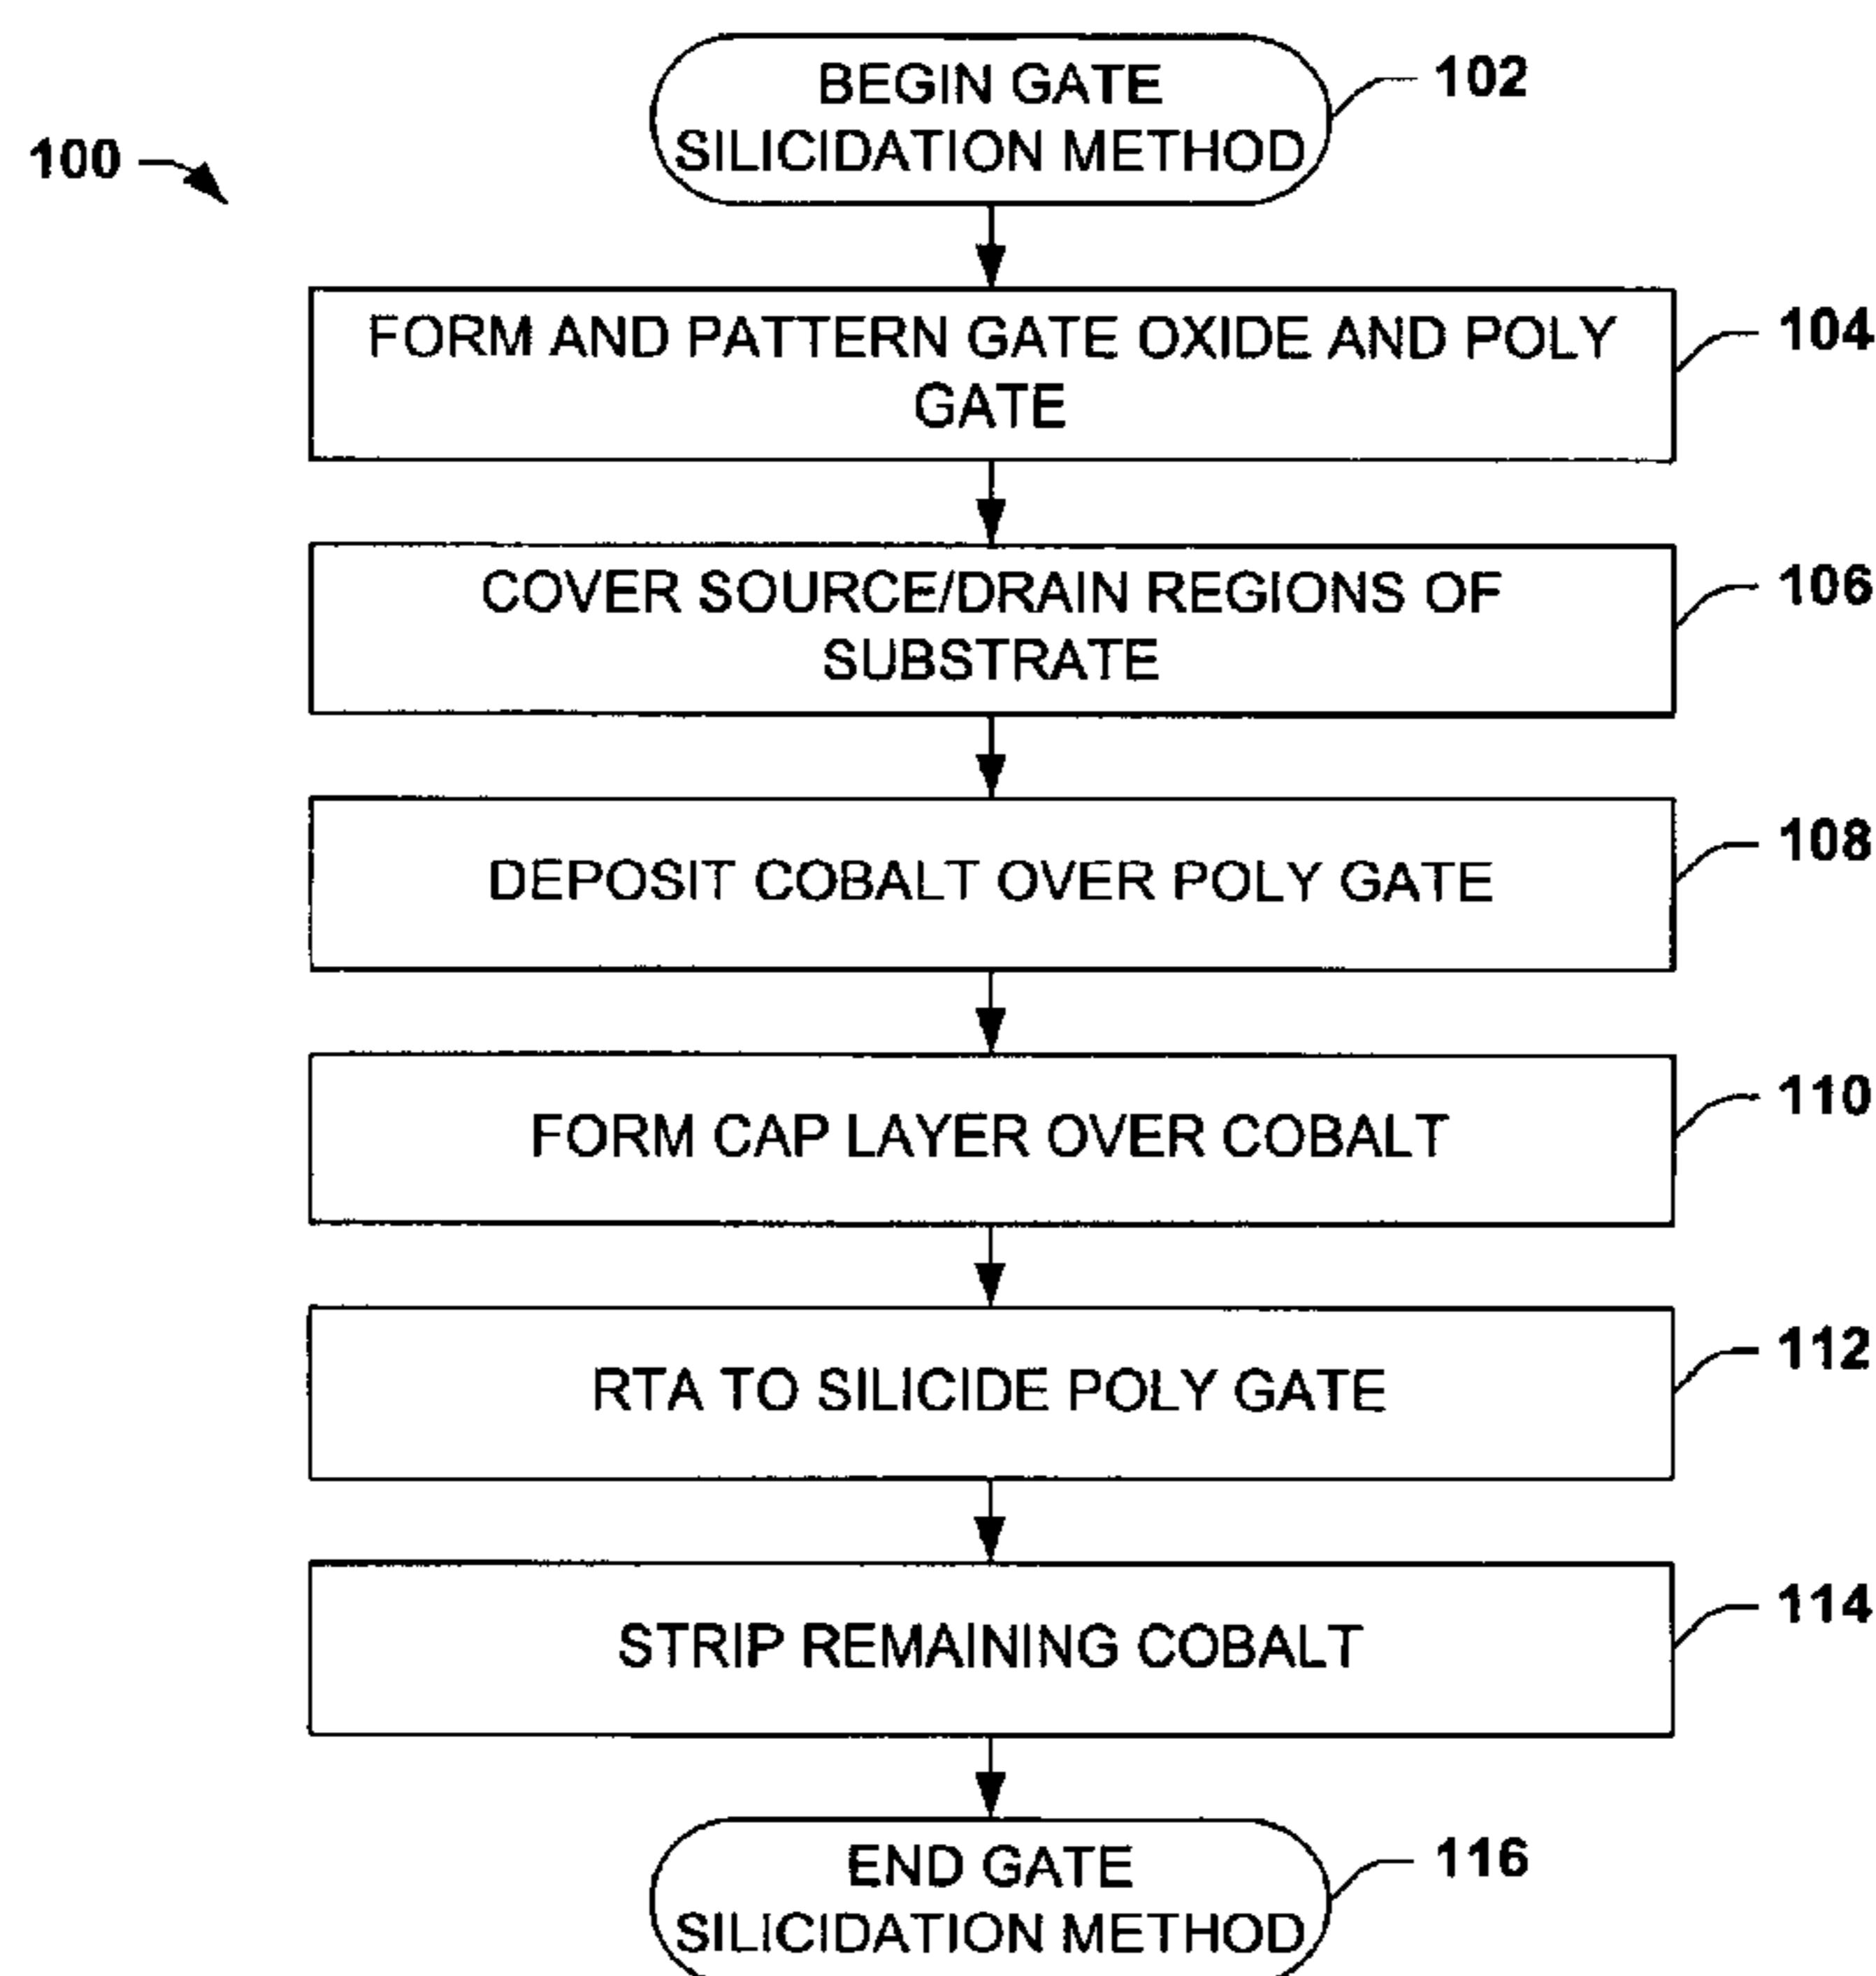 BEGIN GATE
SILICIDATION METHOD
102
100
FORM AND PATTERN GATE OXIDE AND POLY
GATE
104
COVER SOURCE/DRAIN REGIONS OF
SUBSTRATE
106
DEPOSIT COBALT OVER POLY GATE
108
FORM CAP LAYER OVER COBALT
110
RTA TO SILICIDE POLY GATE
112
STRIP REMAINING COBALT
114
END GATE
SILICIDATION METHOD
116